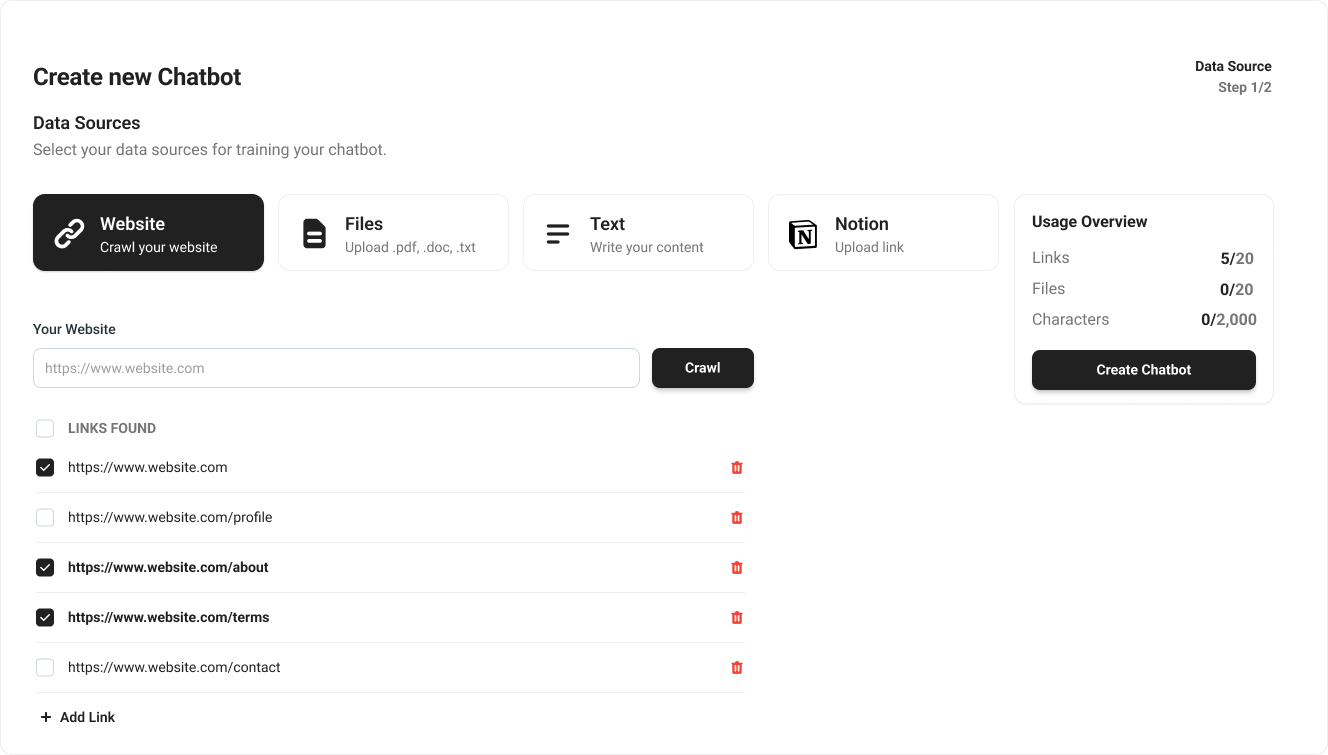 Create new Chatbot
Data Source
Step 1/2
Data Sources
Select your data sources for training your chatbot.
Website
Crawl your website
Files
Upload .pdf, .doc, .txt
Text
Write your content
N
Notion
Upload link
Usage Overview
Links 5/20
Files 0/20
Characters 0/2,000
Create Chatbot
Your Website
https://www.website.com
Crawl
LINKS FOUND
https://www.website.com
https://www.website.com/profile
https://www.website.com/about
https://www.website.com/terms
https://www.website.com/contact
+ Add Link